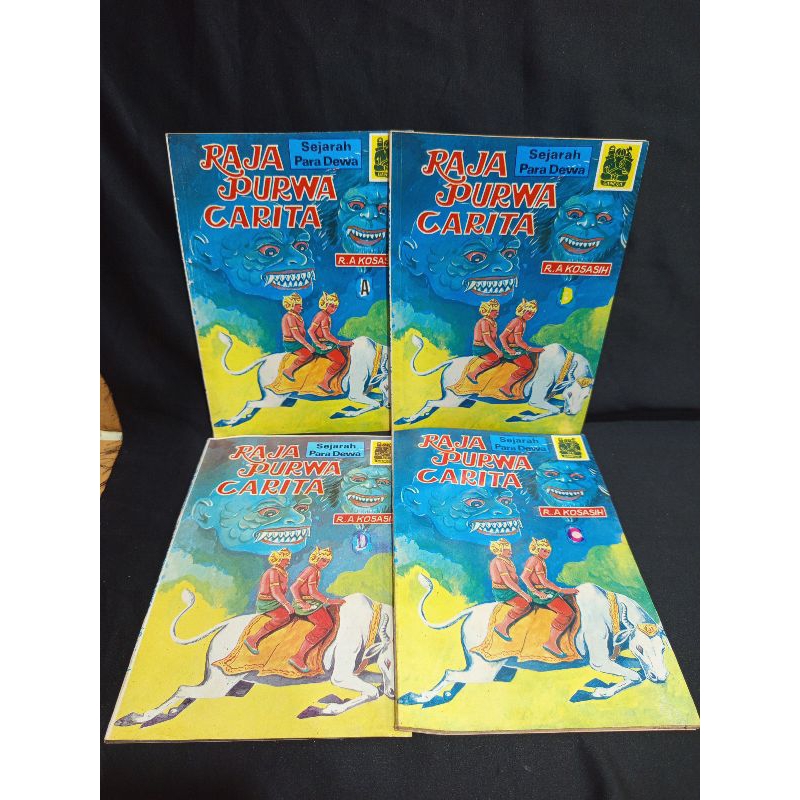 RAJA
PURWA
CARITA
Sejarah
Para Dewa
R.A KOSASIH
A
RAJA
PURWA
CARITA
Sejarah
Para Dewa
R.A KOSASIH
RAJA
PURWA
CARITA
Sejarah
Para Dewa
R.A KOSASIH
D
RAJA
PURWA
CARITA
Sejarah
Para Dewa
R.A KOSASIH
C